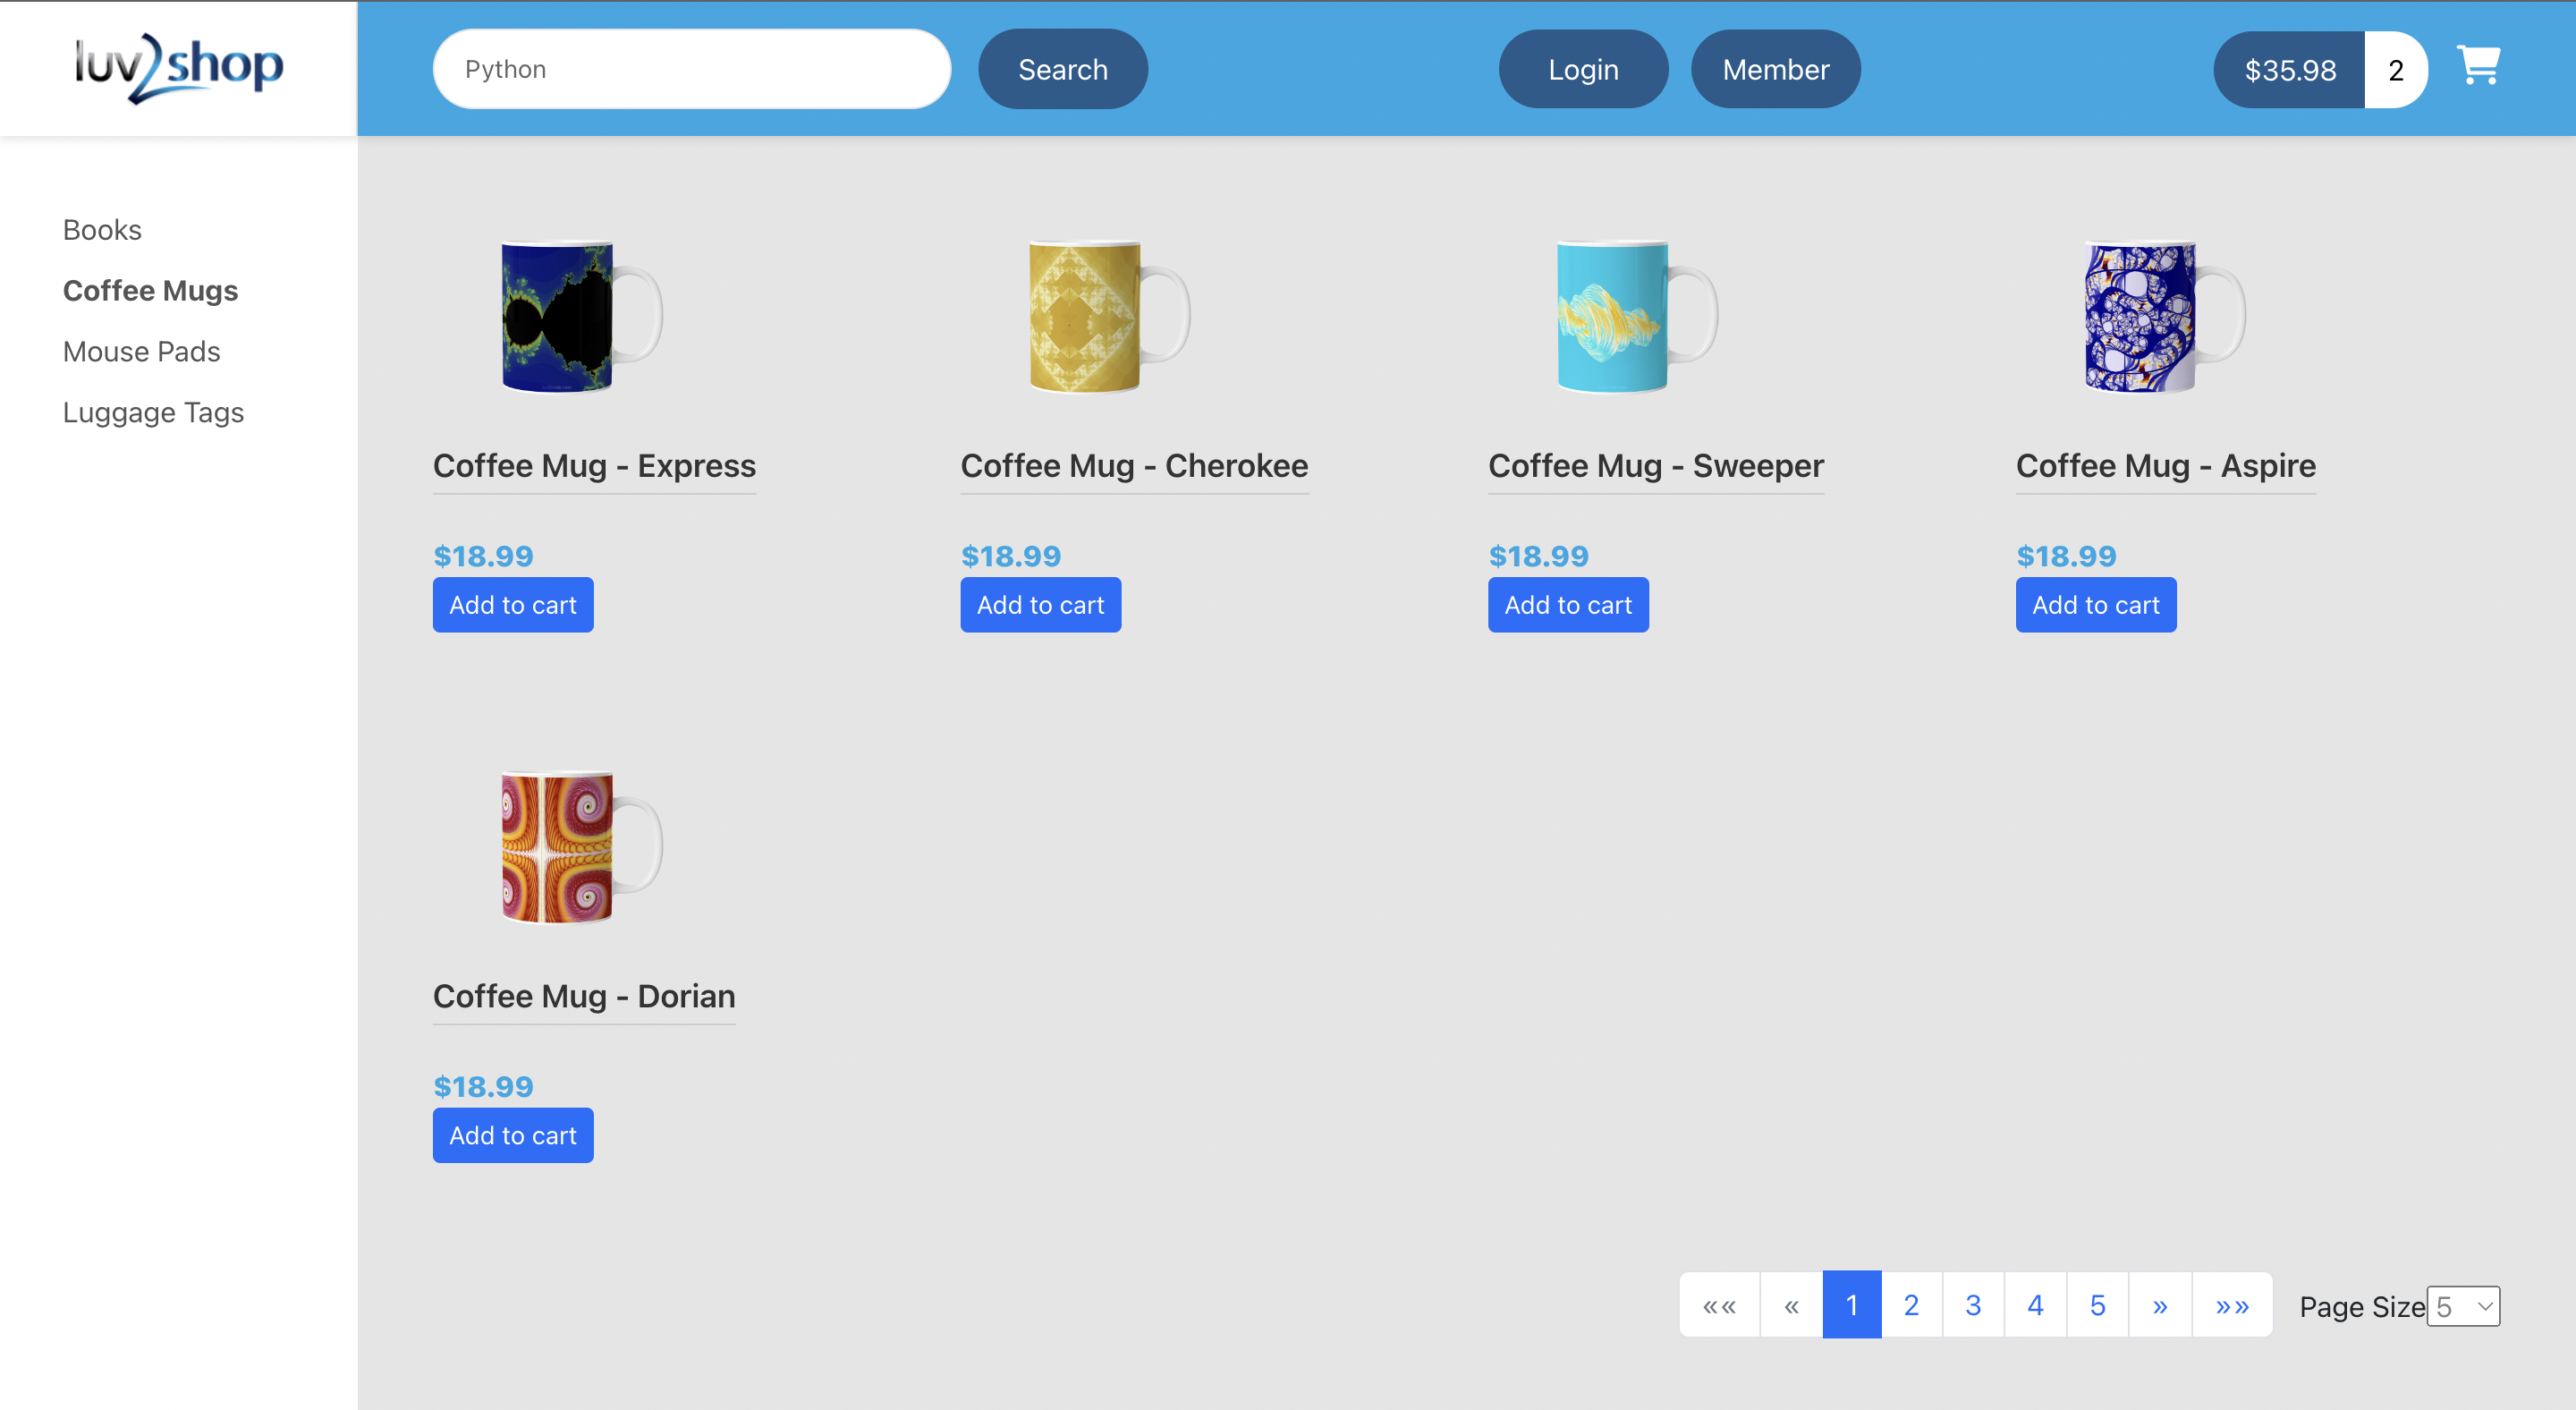 luv2shop
Python
Search
Login
Member
$35.98
2
Books
Coffee Mugs
Mouse Pads
Luggage Tags
Coffee Mug - Express
$18.99
Add to cart
Coffee Mug - Cherokee
$18.99
Add to cart
Coffee Mug - Sweeper
$18.99
Add to cart
Coffee Mug - Aspire
$18.99
Add to cart
Coffee Mug - Dorian
$18.99
Add to cart
«« « 1 2 3 4 5 » »»
Page Size 5